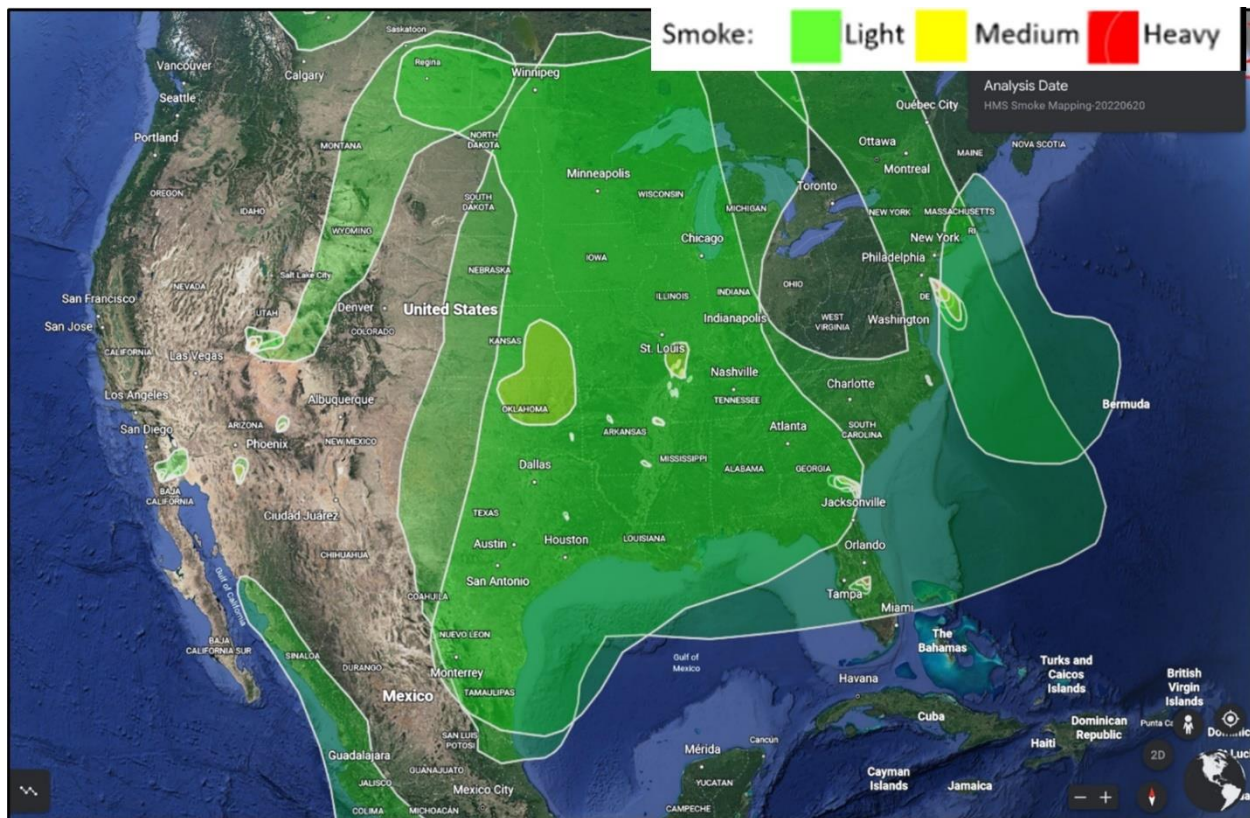 Smoke: Light Medium Heavy
Analysis Date
HMS Smoke Mapping-20220620
Saskatoon
Vancouver
Calgary
Regina
Winnipeg
Québec City
Seattle
Ottawa
Portland
MONTANA
NORTH
DAKOTA
Montreal
MAINE
NOVA SCOTIA
Minneapolis
OREGON
IDAHO
SOUTH
DAKOTA
WISCONSIN
MICHIGAN
Toronto
NEW YORK
MASSACHUSETTS
RI
WYOMING
Chicago
New York
Salt Lake City
NEBRASKA
IOWA
Philadelphia
NEVADA
San Francisco
UTAH
Denver
United States
ILLINOIS
INDIANA
OHIO
DE
San Jose
COLORADO
Indianapolis
WEST
VIRGINIA
Washington
CALIFORNIA
Las Vegas
KANSAS
St. Louis
Nashville
Charlotte
Los Angeles
Albuquerque
OKLAHOMA
TENNESSEE
Bermuda
San Diego
ARIZONA
Phoenix
NEW MEXICO
ARKANSAS
Atlanta
SOUTH
CAROLINA
Dallas
MISSISSIPPI
ALABAMA
GEORGIA
BAJA
CALIFORNIA
Ciudad Juárez
TEXAS
Jacksonville
CHIHUAHUA
Austin
Houston
LOUISIANA
Orlando
San Antonio
Gulf of California
COAHUILA
Tampa
Miami
BAJA
CALIFORNIA SUR
SINALOA
NUEVO LEON
The
Bahamas
DURANGO
Monterrey
Gulf of
Mexico
Turks and
Caicos
Islands
British
Virgin
Islands
Mexico
TAMAULIPAS
Havana
SAN LUIS
POTOSI
Cuba
Dominican
Republic
Punta Ca
Guadalajara
Mérida
Cancún
Haiti
GUANAJUATO
JALISCO
YUCATAN
Cayman
Islands
Jamaica
2D
Mexico City
COLIMA
MICHOACÁN
CAMPECHE